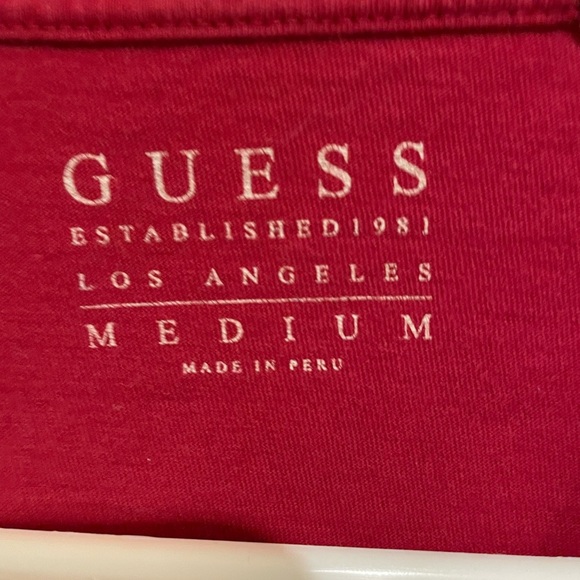 GUESS
ESTABLISHED1981
LOS ANGELES
MEDIUM
MADE IN PERU